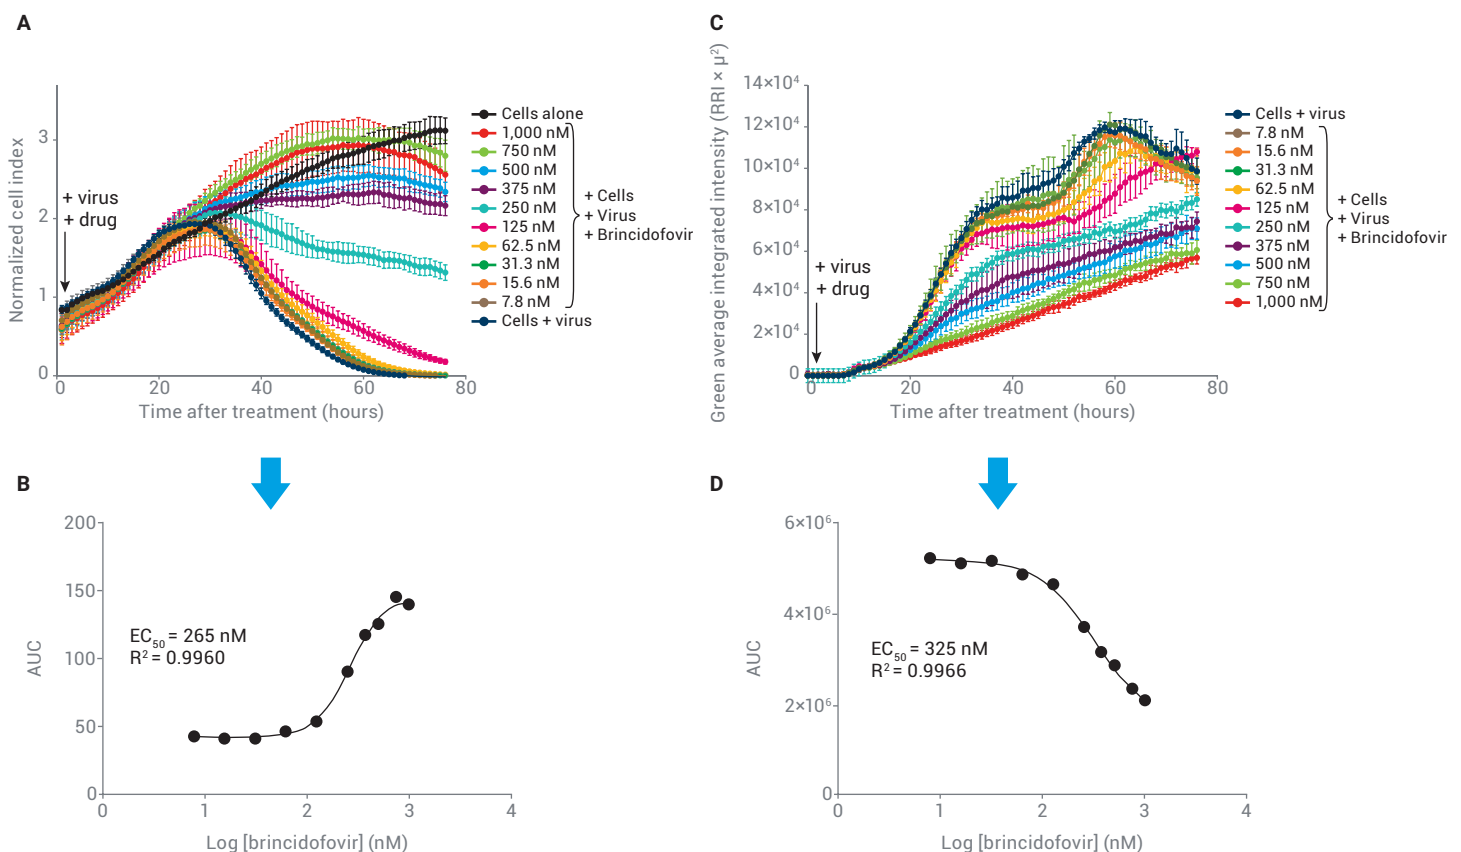 A
Normalized cell index
3
2
1
0
+ virus
+ drug
0
20
40
60
80
Time after treatment (hours)
Cells alone
1,000 nM
750 nM
500 nM
375 nM
250 nM
125 nM
62.5 nM
31.3 nM
15.6 nM
7.8 nM
Cells + virus
+ Cells
+ Virus
+ Brincidofovir
C
Green average integrated intensity (RRI × µ²)
14×10⁴
12×10⁴
10×10⁴
8×10⁴
6×10⁴
4×10⁴
2×10⁴
0
+ virus
+ drug
0
20
40
60
80
Time after treatment (hours)
Cells + virus
7.8 nM
15.6 nM
31.3 nM
62.5 nM
125 nM
250 nM
375 nM
500 nM
750 nM
1,000 nM
+ Cells
+ Virus
+ Brincidofovir
B
AUC
200
150
100
50
0
EC₅₀ = 265 nM
R² = 0.9960
0
1
2
3
4
Log [brincidofovir] (nM)
D
AUC
6×10⁶
4×10⁶
2×10⁶
0
EC₅₀ = 325 nM
R² = 0.9966
0
1
2
3
4
Log [brincidofovir] (nM)